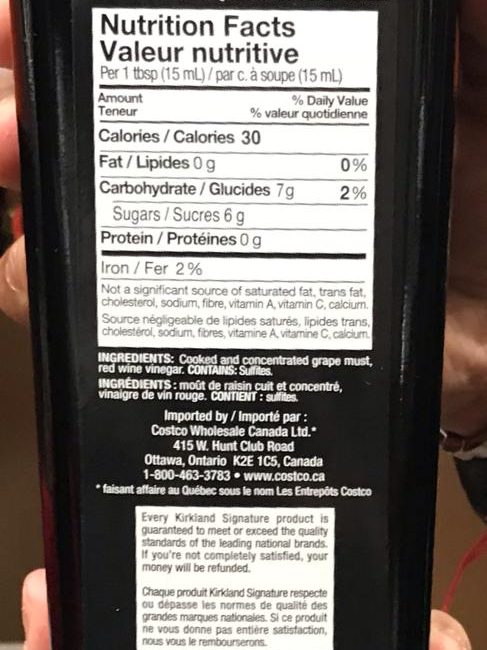 Nutrition Facts
Valeur nutritive
Per 1 tbsp (15 mL) / par c. à soupe (15 mL)
Amount % Daily Value
Teneur % valeur quotidienne
Calories / Calories 30
Fat / Lipides 0 g 0%
Carbohydrate / Glucides 7g 2%
Sugars / Sucres 6 g
Protein / Protéines 0 g
Iron / Fer 2%
Not a significant source of saturated fat, trans fat,
cholesterol, sodium, fibre, vitamin A, vitamin C, calcium.
Source négligeable de lipides saturés, lipides trans,
cholestérol, sodium, fibres, vitamine A, vitamine C, calcium.
INGREDIENTS: Cooked and concentrated grape must,
red wine vinegar. CONTAINS: Sulfites.
INGRÉDIENTS : moût de raisin cuit et concentré,
vinaigre de vin rouge. CONTIENT : sulfites.
Imported by / Importé par :
Costco Wholesale Canada Ltd.*
415 W. Hunt Club Road
Ottawa, Ontario K2E 1C5, Canada
1-800-463-3783 • www.costco.ca
* faisant affaire au Québec sous le nom Les Entrepôts Costco
Every Kirkland Signature product is
guaranteed to meet or exceed the quality
standards of the leading national brands.
If you're not completely satisfied, your
money will be refunded.
Chaque produit Kirkland Signature respecte
ou dépasse les normes de qualité des
grandes marques nationales. Si ce produit
ne vous donne pas entière satisfaction,
nous vous le rembourserons.